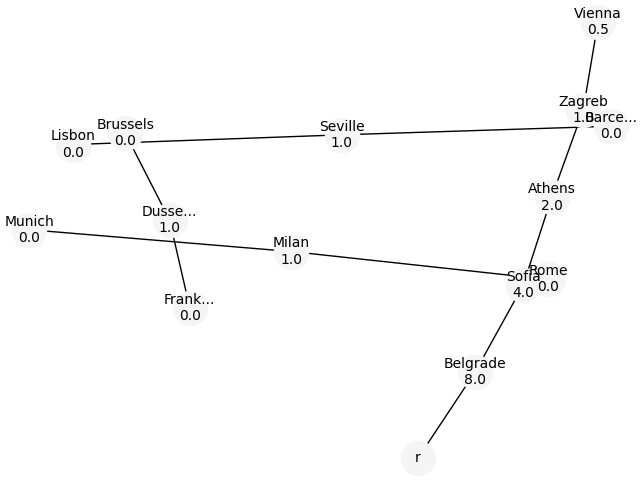 Vienna
0.5
Zagreb
1.0
Barce...
0.0
Brussels
0.0
Seville
1.0
Lisbon
0.0
Athens
2.0
Dusse...
1.0
Munich
0.0
Milan
1.0
Rome
0.0
Sofia
4.0
Frank...
0.0
Belgrade
8.0
r